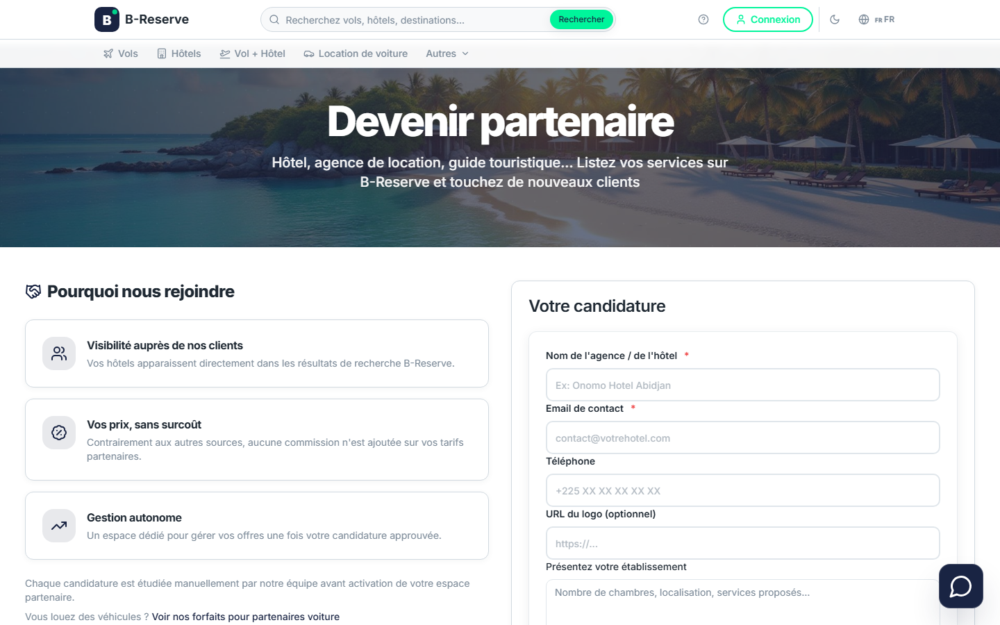 B B-Reserve
Recherchez vols, hôtels, destinations...
Rechercher
Connexion
FR FR
Vols
Hôtels
Vol + Hôtel
Location de voiture
Autres
Devenir partenaire
Hôtel, agence de location, guide touristique... Listez vos services sur
B-Reserve et touchez de nouveaux clients
Pourquoi nous rejoindre
Visibilité auprès de nos clients
Vos hôtels apparaissent directement dans les résultats de recherche B-Reserve.
Vos prix, sans surcoût
Contrairement aux autres sources, aucune commission n'est ajoutée sur vos tarifs
partenaires.
Gestion autonome
Un espace dédié pour gérer vos offres une fois votre candidature approuvée.
Chaque candidature est étudiée manuellement par notre équipe avant activation de votre espace
partenaire.
Vous louez des véhicules ? Voir nos forfaits pour partenaires voiture
Votre candidature
Nom de l'agence / de l'hôtel *
Ex: Onomo Hotel Abidjan
Email de contact *
contact@votrehotel.com
Téléphone
+225 XX XX XX XX XX
URL du logo (optionnel)
https://...
Présentez votre établissement
Nombre de chambres, localisation, services proposés...